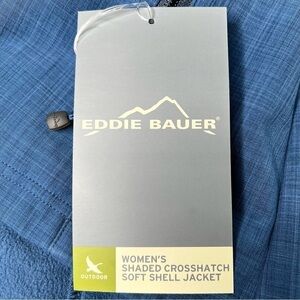 EDDIE BAUER®
OUTDOOR
WOMEN'S
SHADED CROSSHATCH
SOFT SHELL JACKET